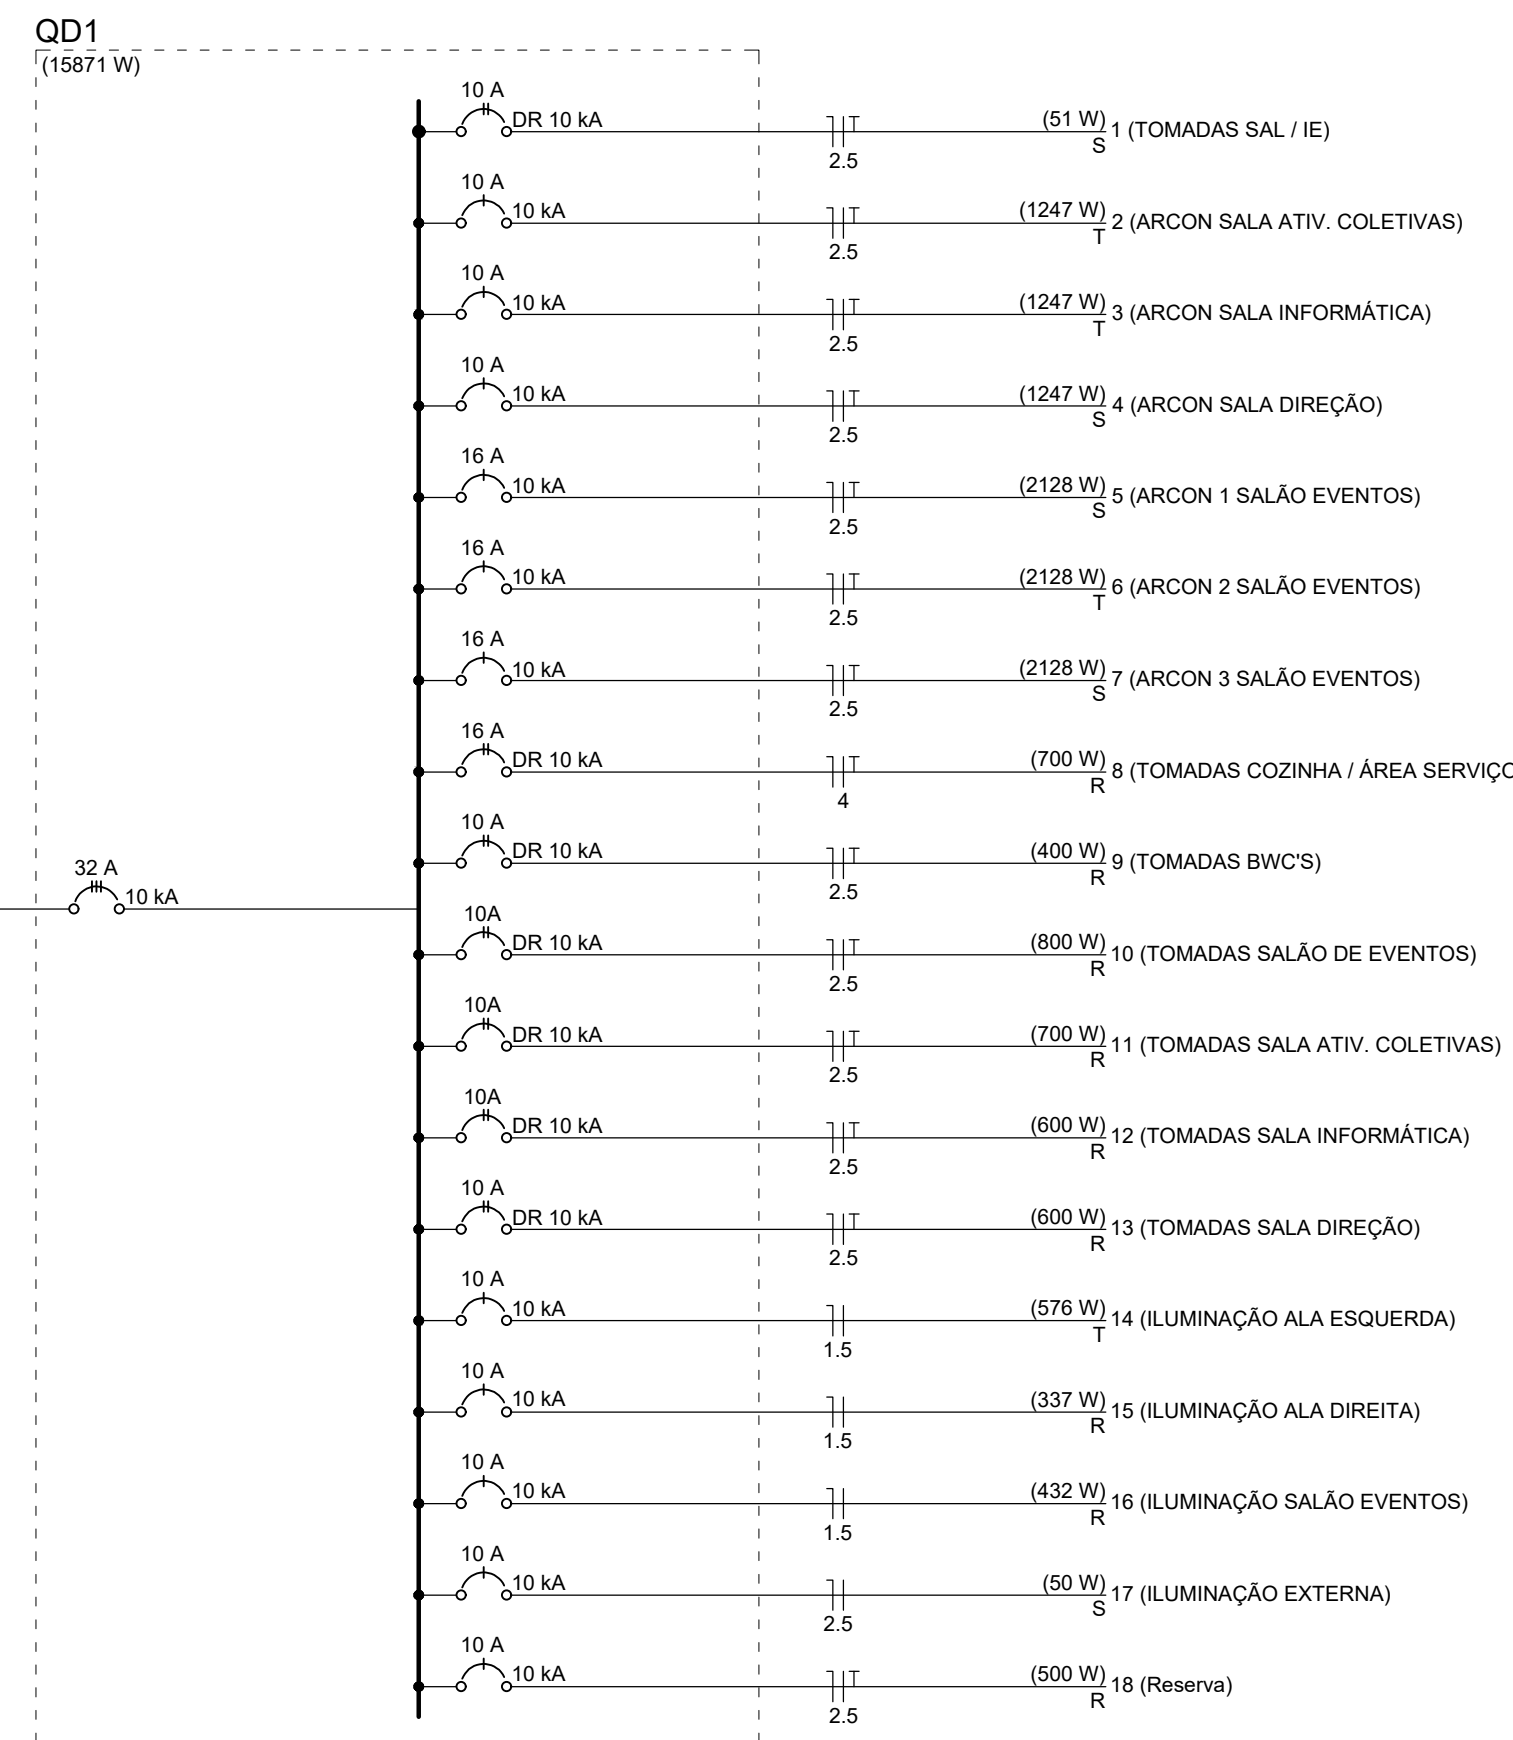 QD1
(15871 W)
10 A
DR 10 kA
T
2.5
(51 W)
S
1 (TOMADAS SAL / IE)
10 A
10 kA
T
2.5
(1247 W)
T
2 (ARCON SALA ATIV. COLETIVAS)
10 A
10 kA
T
2.5
(1247 W)
T
3 (ARCON SALA INFORMÁTICA)
10 A
10 kA
T
2.5
(1247 W)
S
4 (ARCON SALA DIREÇÃO)
16 A
10 kA
T
2.5
(2128 W)
S
5 (ARCON 1 SALÃO EVENTOS)
16 A
10 kA
T
2.5
(2128 W)
T
6 (ARCON 2 SALÃO EVENTOS)
16 A
10 kA
T
2.5
(2128 W)
S
7 (ARCON 3 SALÃO EVENTOS)
16 A
DR 10 kA
T
4
(700 W)
R
8 (TOMADAS COZINHA / ÁREA SERVIÇO
10 A
DR 10 kA
T
2.5
(400 W)
R
9 (TOMADAS BWC'S)
32 A
10 kA
10A
DR 10 kA
T
2.5
(800 W)
R
10 (TOMADAS SALÃO DE EVENTOS)
10A
DR 10 kA
T
2.5
(700 W)
R
11 (TOMADAS SALA ATIV. COLETIVAS)
10A
DR 10 kA
T
2.5
(600 W)
R
12 (TOMADAS SALA INFORMÁTICA)
10 A
DR 10 kA
T
2.5
(600 W)
R
13 (TOMADAS SALA DIREÇÃO)
10 A
10 kA
1.5
(576 W)
T
14 (ILUMINAÇÃO ALA ESQUERDA)
10 A
10 kA
1.5
(337 W)
R
15 (ILUMINAÇÃO ALA DIREITA)
10 A
10 kA
1.5
(432 W)
R
16 (ILUMINAÇÃO SALÃO EVENTOS)
10 A
10 kA
2.5
(50 W)
S
17 (ILUMINAÇÃO EXTERNA)
10 A
10 kA
T
2.5
(500 W)
R
18 (Reserva)